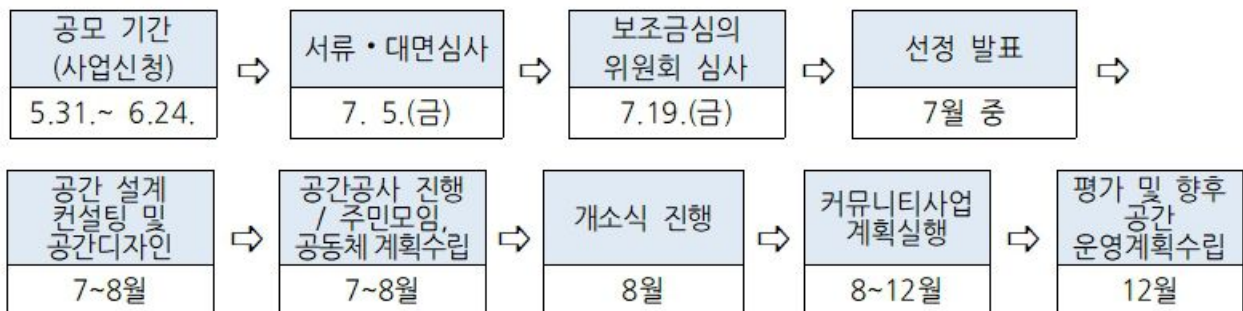 공모 기간
(사업신청)
5.31.~ 6.24.
서류・대면심사
7. 5.(금)
보조금심의
위원회 심사
7.19.(금)
선정 발표
7월 중
공간 설계
컨설팅 및
공간디자인
7~8월
공간공사 진행
/ 주민모임,
공동체 계획수립
7~8월
개소식 진행
8월
커뮤니티사업
계획실행
8~12월
평가 및 향후
공간
운영계획수립
12월